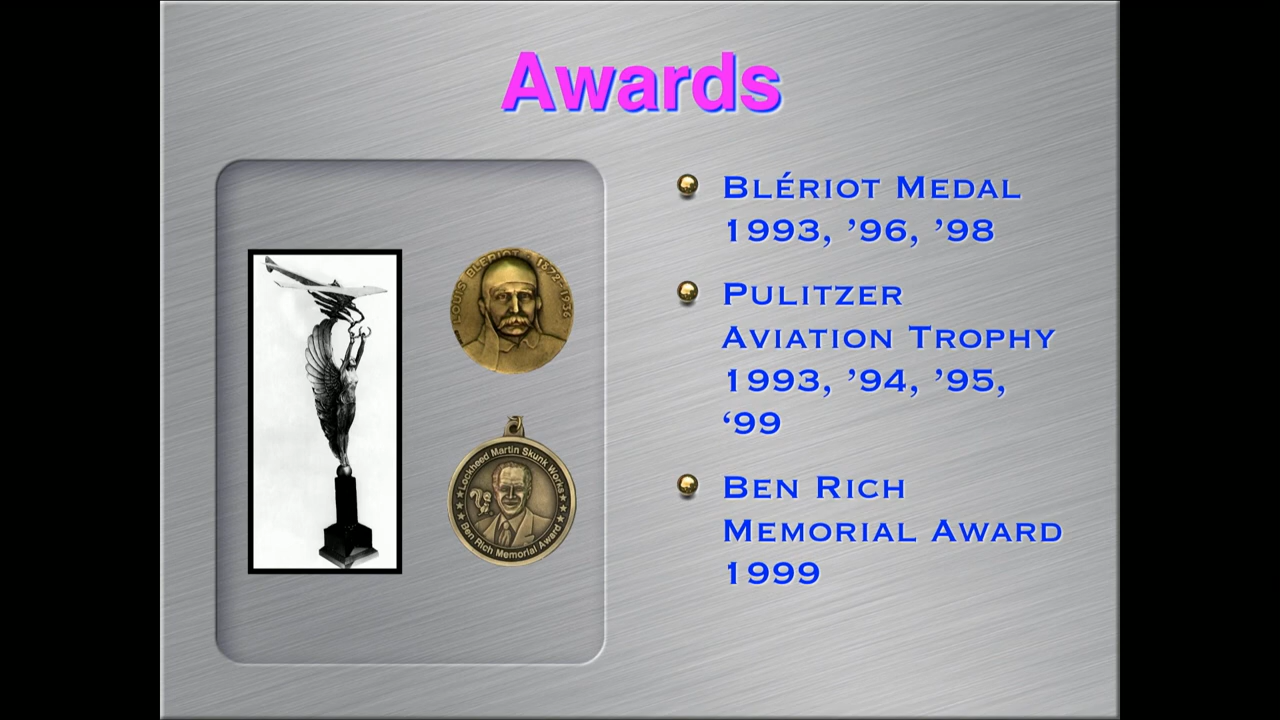 Awards
BLÉRIOT MEDAL
1993, ’96, ’98
PULITZER
AVIATION TROPHY
1993, ’94, ’95,
‘99
BEN RICH
MEMORIAL AWARD
1999
LOUIS BLERIOT · 1872-1936
Lockheed Martin Skunk Works
Ben Rich Memorial Award